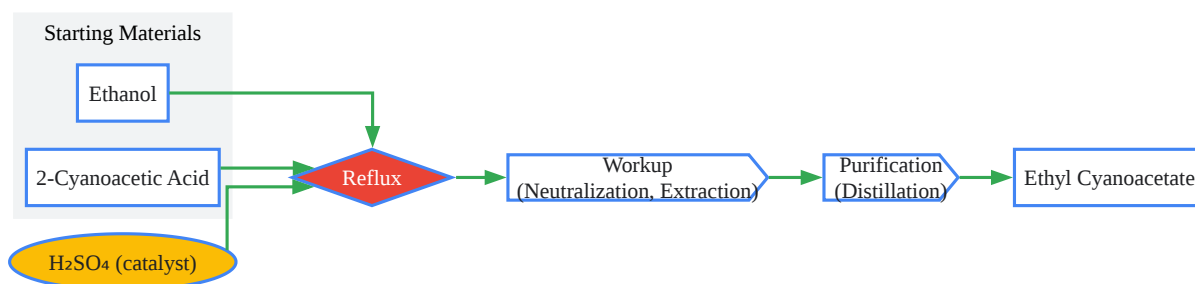 Starting Materials
Ethanol
2-Cyanoacetic Acid
H₂SO₄ (catalyst)
Reflux
Workup
(Neutralization, Extraction)
Purification
(Distillation)
Ethyl Cyanoacetate